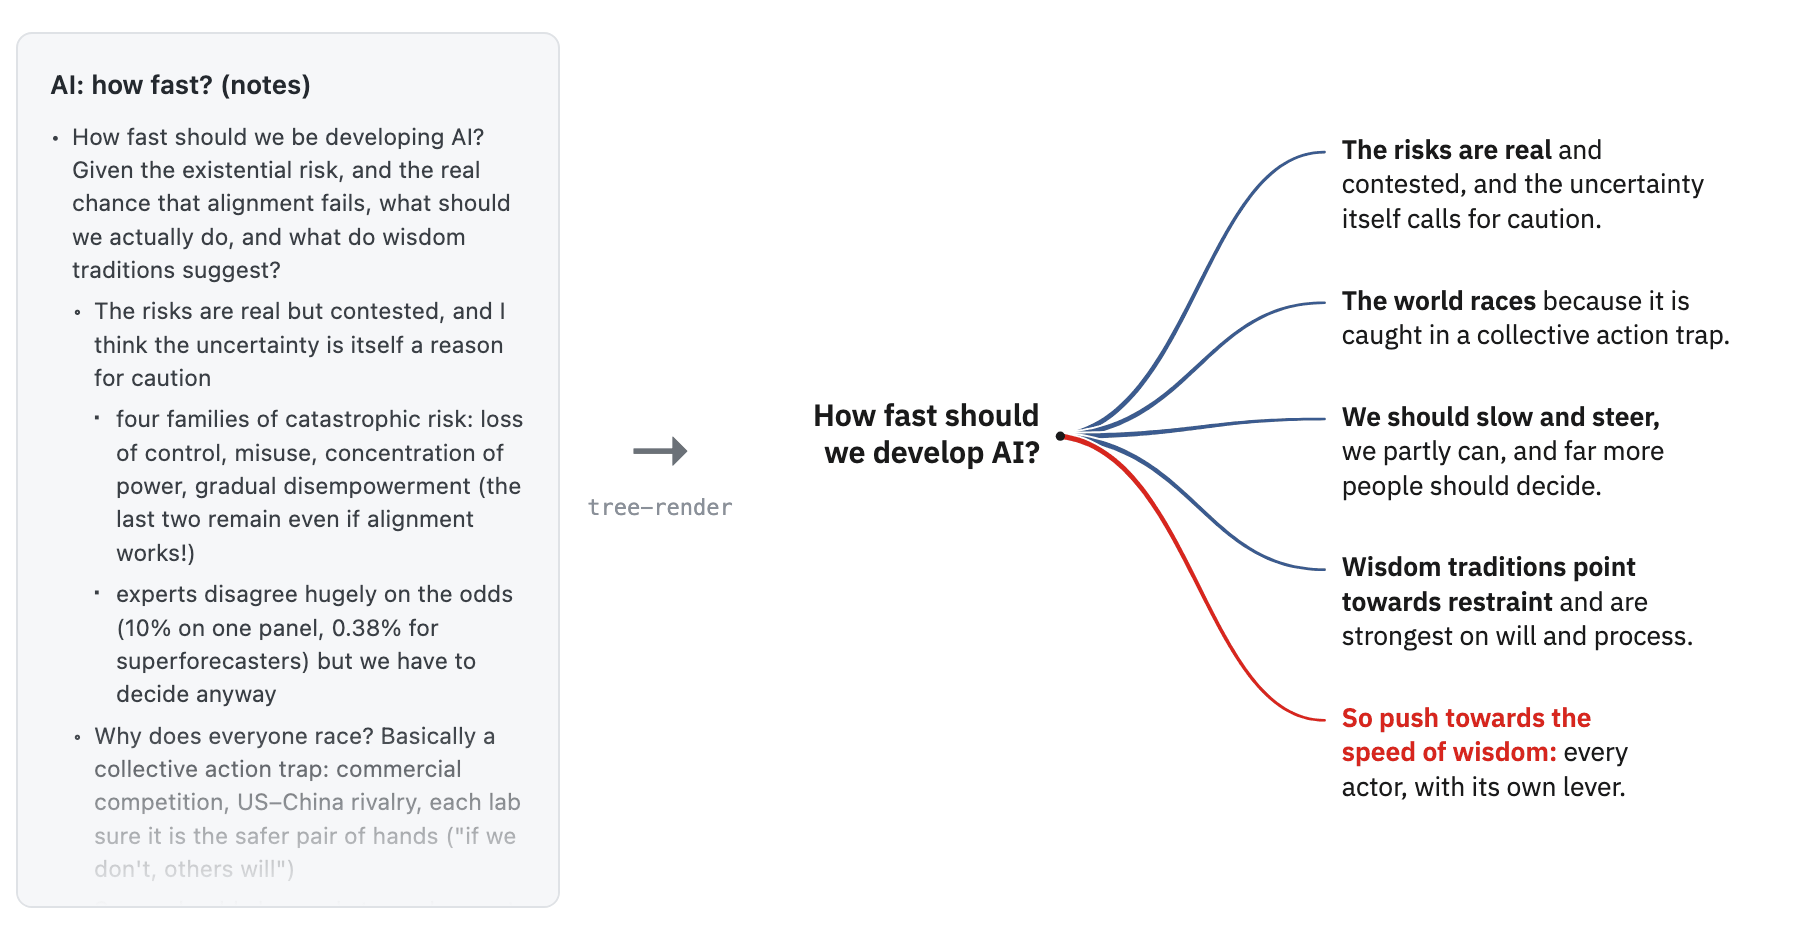 AI: how fast? (notes)
• How fast should we be developing AI?
Given the existential risk, and the real
chance that alignment fails, what should
we actually do, and what do wisdom
traditions suggest?
∘ The risks are real but contested, and I
think the uncertainty is itself a reason
for caution
▪ four families of catastrophic risk: loss
of control, misuse, concentration of
power, gradual disempowerment (the
last two remain even if alignment
works!)
▪ experts disagree hugely on the odds
(10% on one panel, 0.38% for
superforecasters) but we have to
decide anyway
∘ Why does everyone race? Basically a
collective action trap: commercial
competition, US–China rivalry, each lab
sure it is the safer pair of hands ("if we
don't, others will")
→
tree-render
How fast should
we develop AI?
The risks are real and
contested, and the uncertainty
itself calls for caution.
The world races because it is
caught in a collective action trap.
We should slow and steer,
we partly can, and far more
people should decide.
Wisdom traditions point
towards restraint and are
strongest on will and process.
So push towards the
speed of wisdom: every
actor, with its own lever.